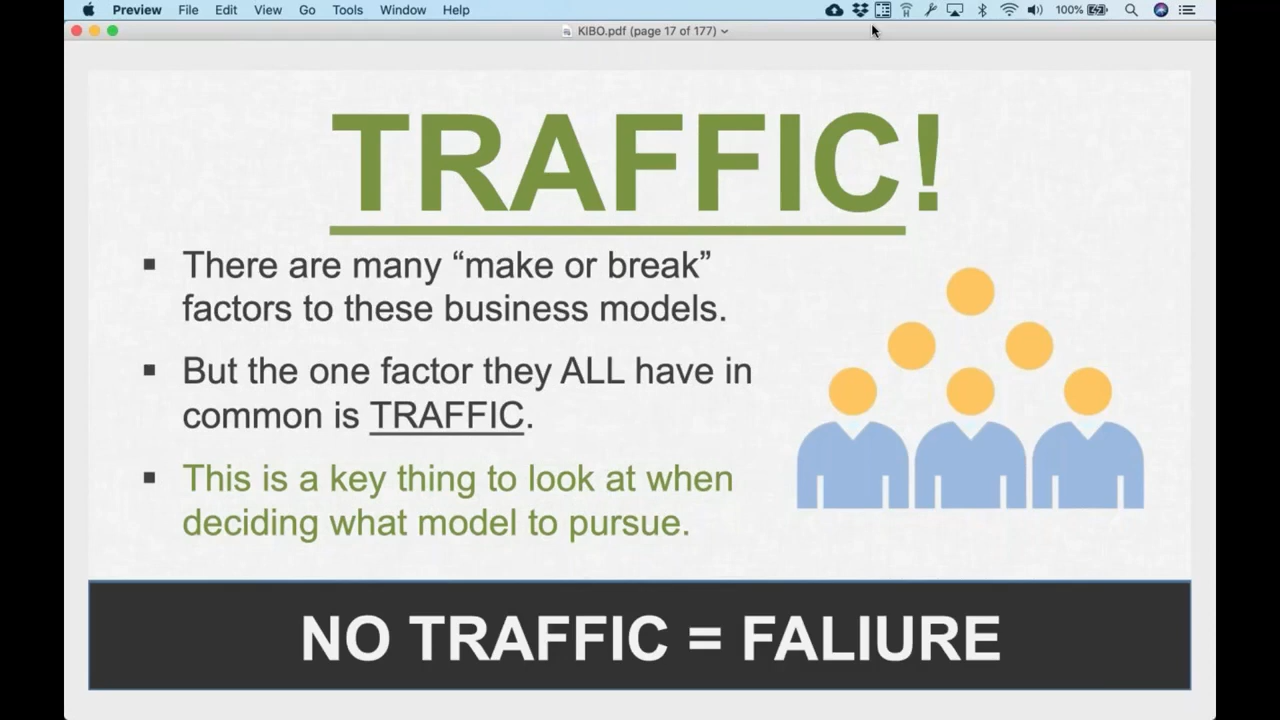 Preview File Edit View Go Tools Window Help 100%
KIBO.pdf (page 17 of 177)
TRAFFIC!
▪ There are many “make or break”
factors to these business models.
▪ But the one factor they ALL have in
common is TRAFFIC.
▪ This is a key thing to look at when
deciding what model to pursue.
NO TRAFFIC = FALIURE